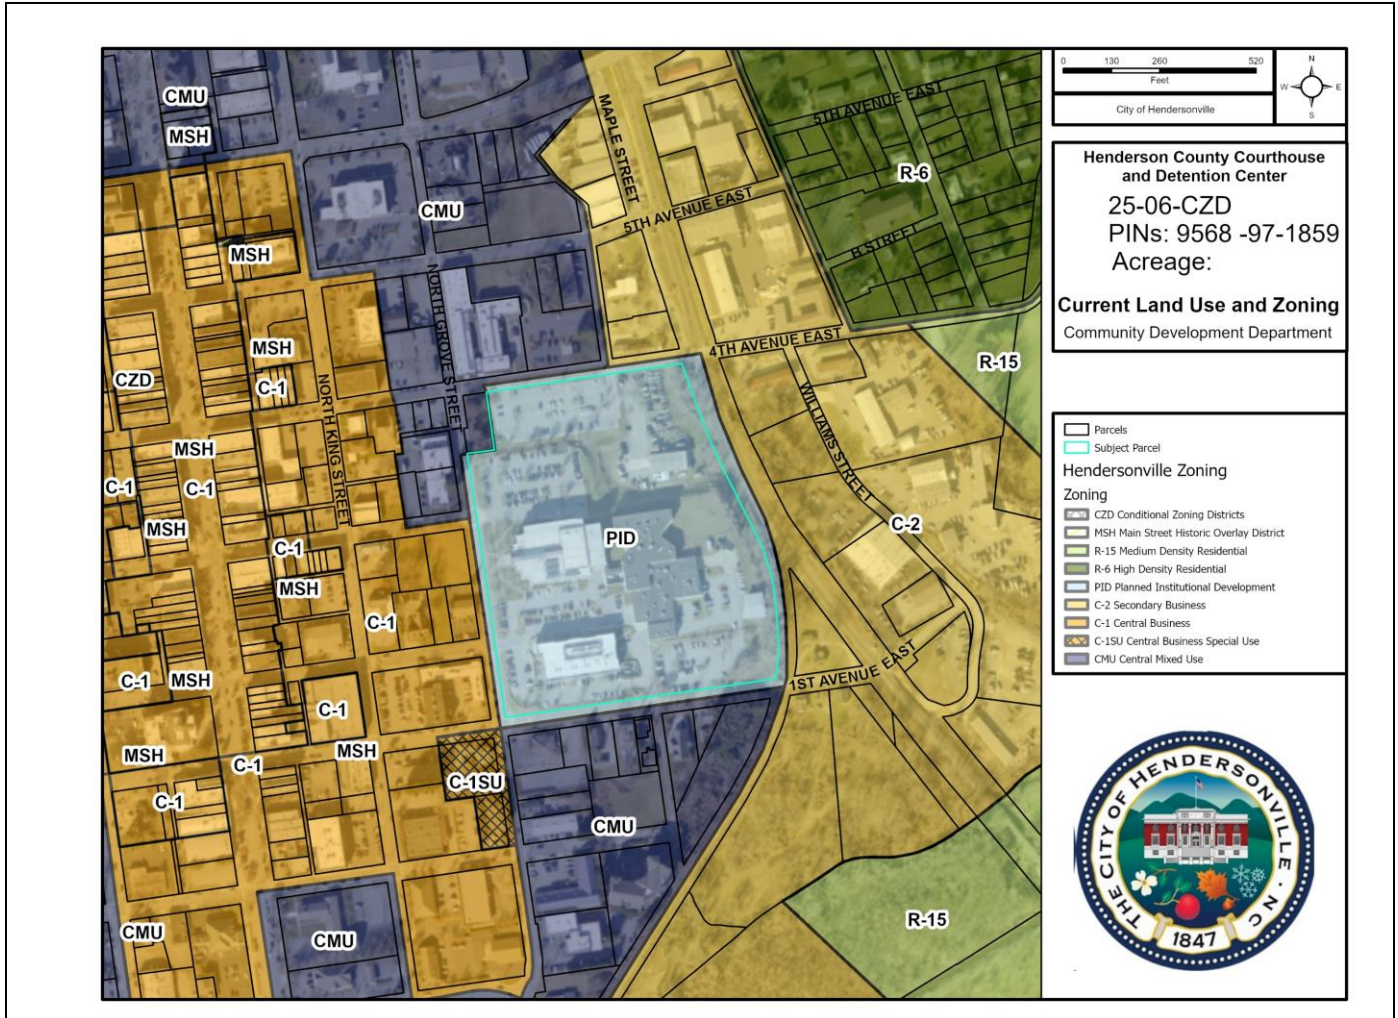 CMU
MSH
MAPLE STREET
5TH AVENUE EAST
R-6
CMU
5TH AVENUE EAST
B STREET
MSH
NORTH GROVE STREET
4TH AVENUE EAST
MSH
C-1
CZD
NORTH KING STREET
WILLIAMS STREET
R-15
MSH
C-1
C-1
MSH
C-1
MSH
PID
C-2
C-1
1ST AVENUE EAST
C-1
MSH
C-1
MSH
C-1
MSH
C-1SU
C-1
CMU
CMU
CMU
R-15
0 130 260 520
Feet
City of Hendersonville
N
W E
S
Henderson County Courthouse
and Detention Center
25-06-CZD
PINs: 9568 -97-1859
Acreage:
Current Land Use and Zoning
Community Development Department
Parcels
Subject Parcel
Hendersonville Zoning
Zoning
CZD Conditional Zoning Districts
MSH Main Street Historic Overlay District
R-15 Medium Density Residential
R-6 High Density Residential
PID Planned Institutional Development
C-2 Secondary Business
C-1 Central Business
C-1SU Central Business Special Use
CMU Central Mixed Use
THE CITY OF HENDERSONVILLE · NC
1847